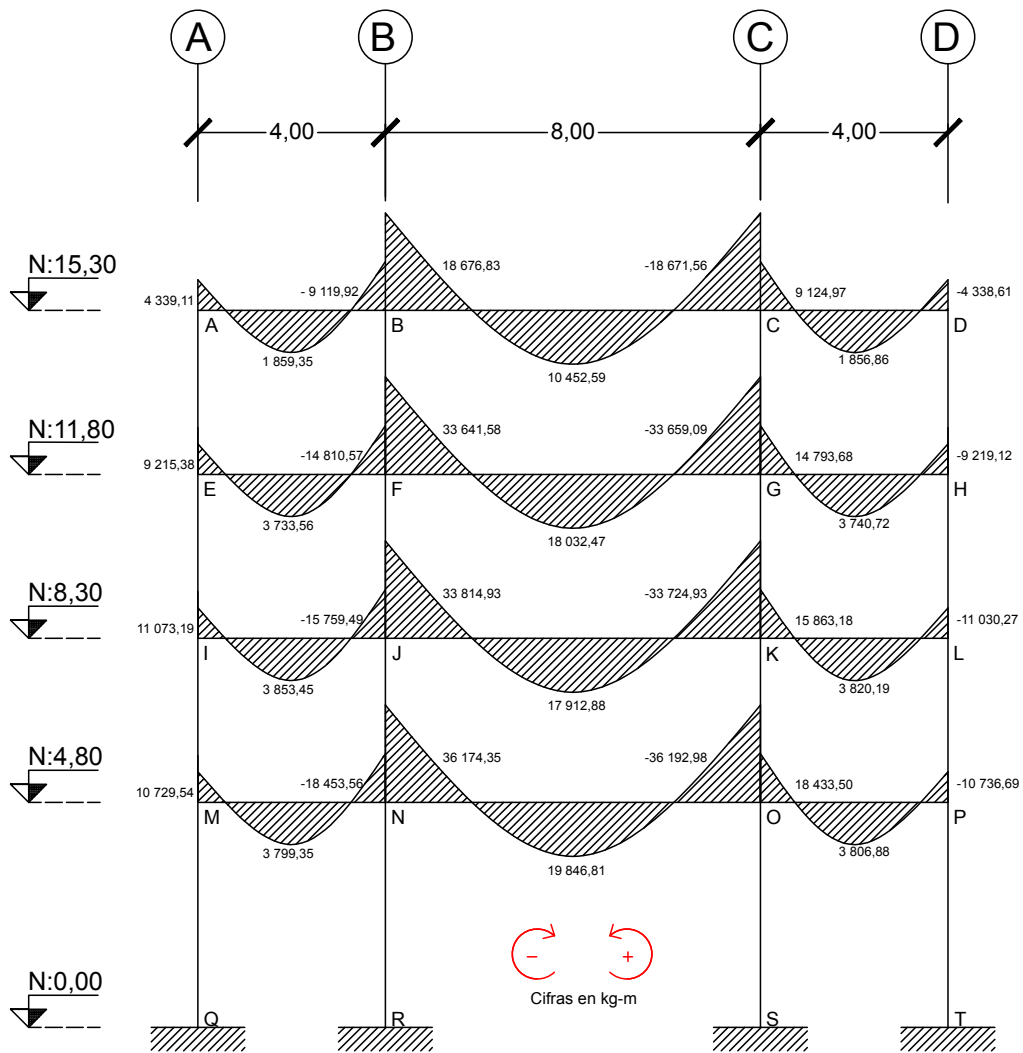 A B C D
4,00 8,00 4,00
N:15,30
4 339,11 - 9 119,92 18 676,83 -18 671,56 9 124,97 -4 338,61
A B C D
1 859,35 10 452,59 1 856,86
N:11,80
9 215,38 -14 810,57 33 641,58 -33 659,09 14 793,68 -9 219,12
E F G H
3 733,56 18 032,47 3 740,72
N:8,30
11 073,19 -15 759,49 33 814,93 -33 724,93 15 863,18 -11 030,27
I J K L
3 853,45 17 912,88 3 820,19
N:4,80
10 729,54 -18 453,56 36 174,35 -36 192,98 18 433,50 -10 736,69
M N O P
3 799,35 19 846,81 3 806,88
− +
Cifras en kg-m
N:0,00
Q R S T